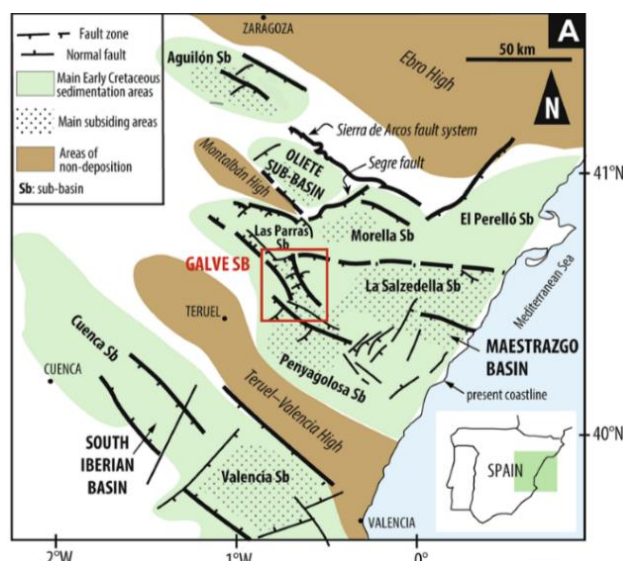 ZARAGOZA
A
Fault zone
Normal fault
Main Early Cretaceous
sedimentation areas
Main subsiding
areas
Areas of
non-deposition
Sb: sub-basin
Aguilón Sb
Ebro High
50 km
N
Sierra de Arcos fault system
OLIETE
SUB-BASIN
Segre fault
41°N
Montalbán High
El Perelló Sb
Las Parras
Sb
Morella Sb
GALVE SB
La Salzedella Sb
Mediterranean Sea
TERUEL
Cuenca Sb
MAESTRAZGO
BASIN
Penyagolosa Sb
CUENCA
present coastline
Teruel-Valencia High
40°N
SOUTH
IBERIAN
BASIN
SPAIN
Valencia Sb
VALENCIA
2°W
1°W
0°